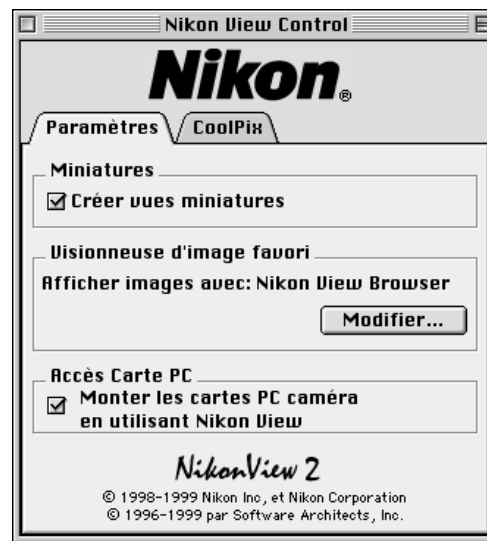 Nikon View Control
Nikon®
Paramètres
CoolPix
Miniatures
Créer vues miniatures
Visionneuse d'image favori
Afficher images avec: Nikon View Browser
Modifier...
Accès Carte PC
Monter les cartes PC caméra
en utilisant Nikon View
NikonView 2
© 1998-1999 Nikon Inc, et Nikon Corporation
© 1996-1999 par Software Architects, Inc.